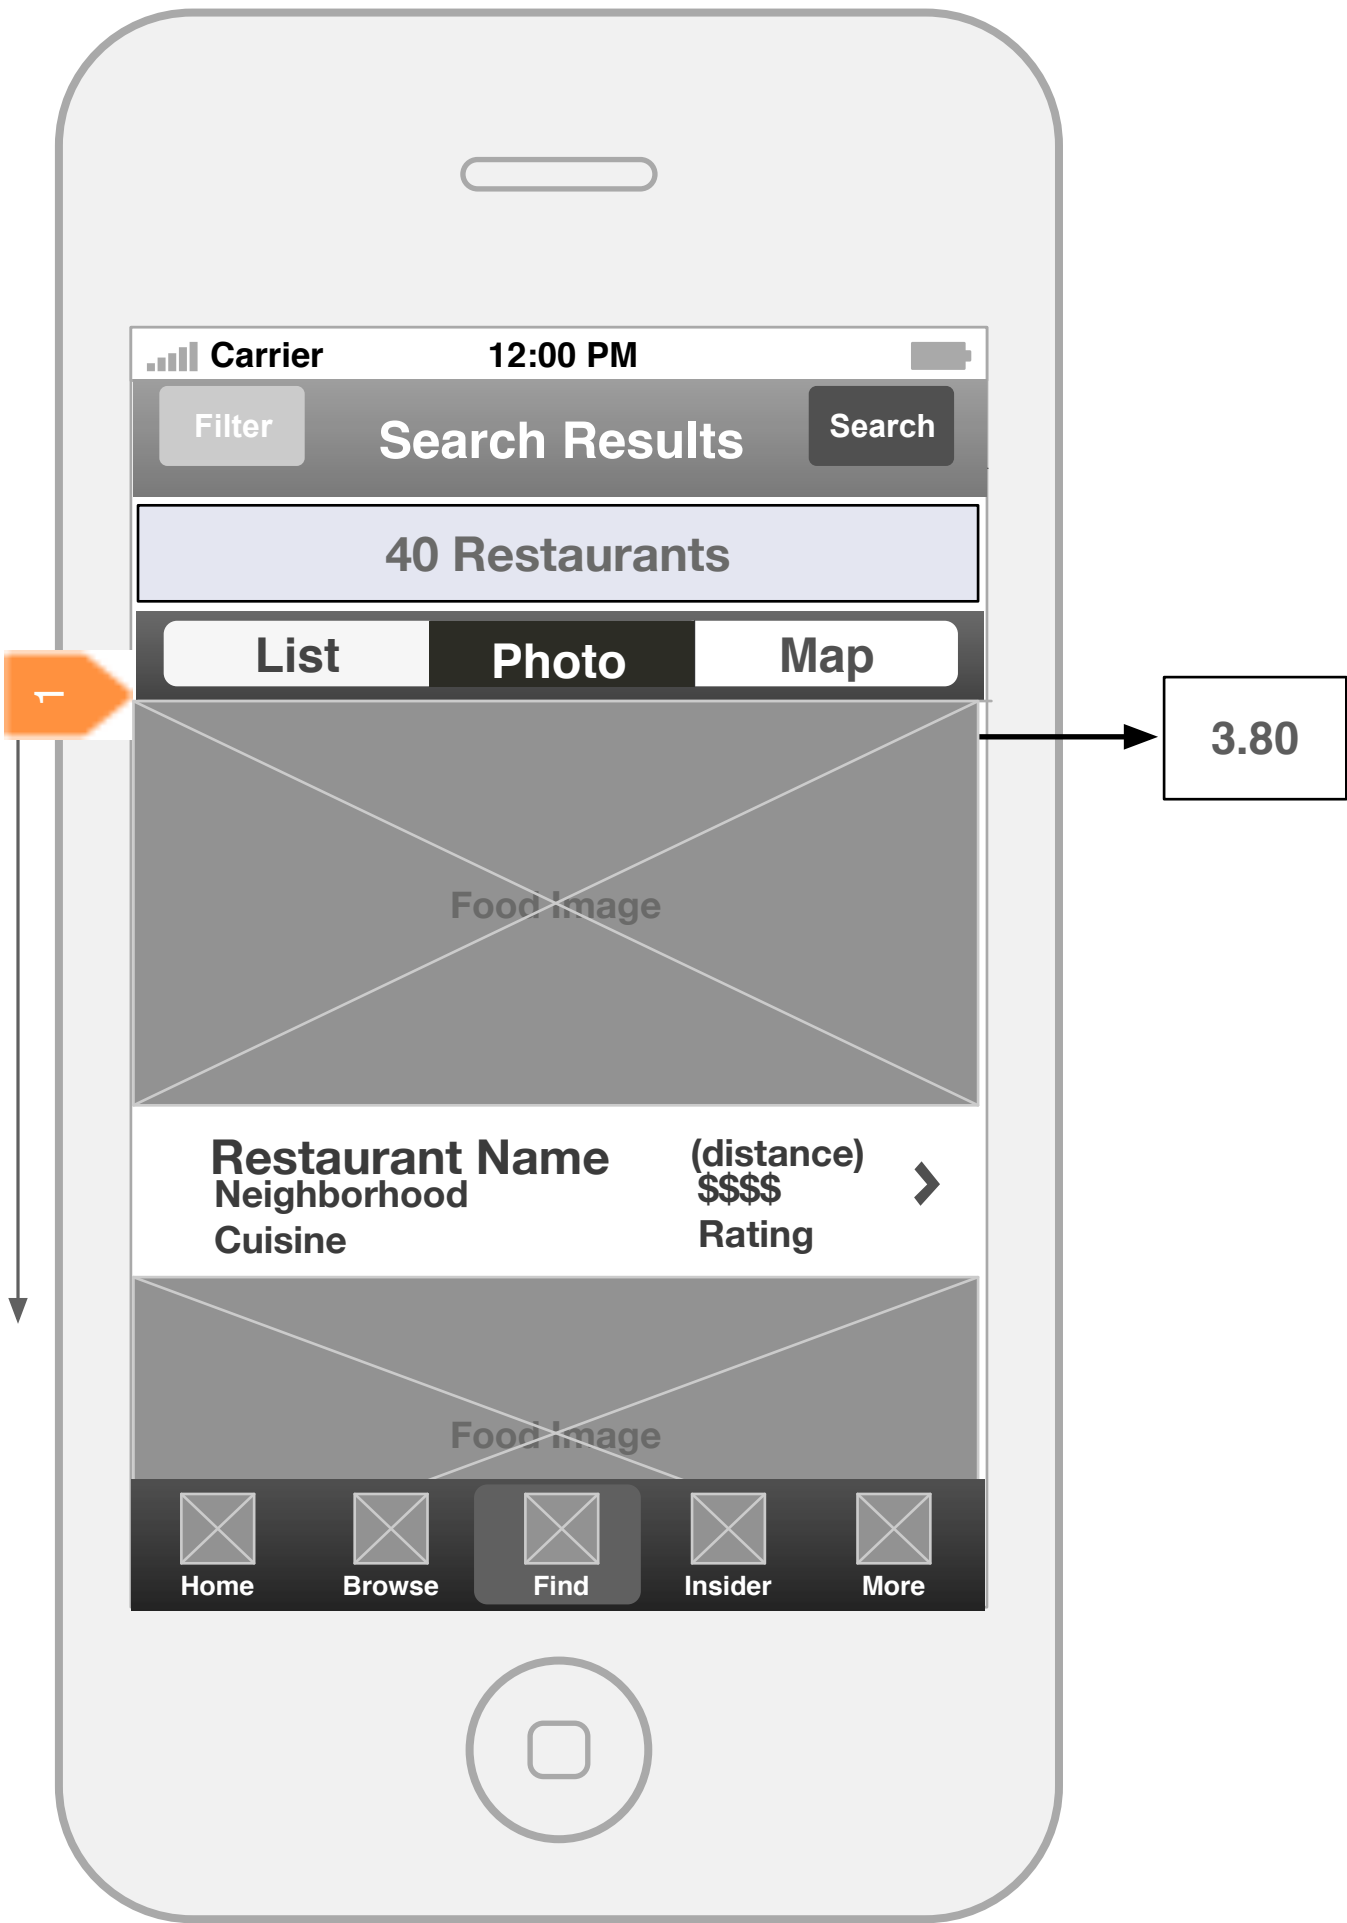 Carrier 12:00 PM
Filter Search Results Search
40 Restaurants
List Photo Map
1
3.80
Food Image
Restaurant Name (distance)
Neighborhood $$$$
Cuisine Rating
Food Image
Home Browse Find Insider More